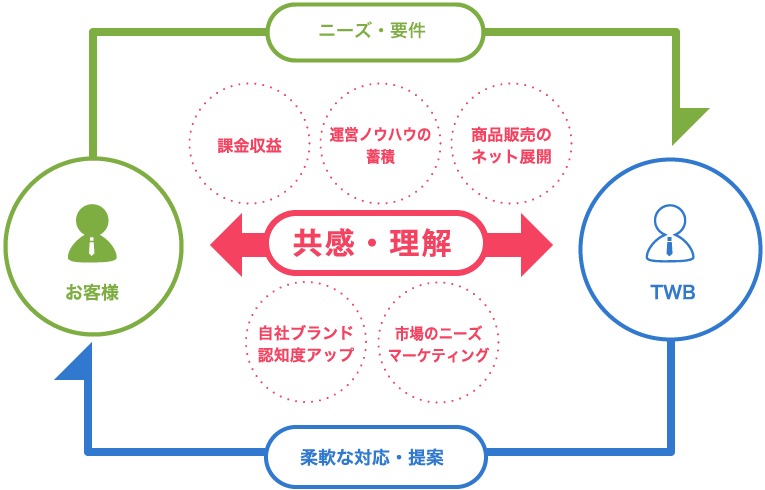 ニーズ・要件
課金収益
運営ノウハウの
蓄積
商品販売の
ネット展開
お客様
共感・理解
TWB
自社ブランド
認知度アップ
市場のニーズ
マーケティング
柔軟な対応・提案